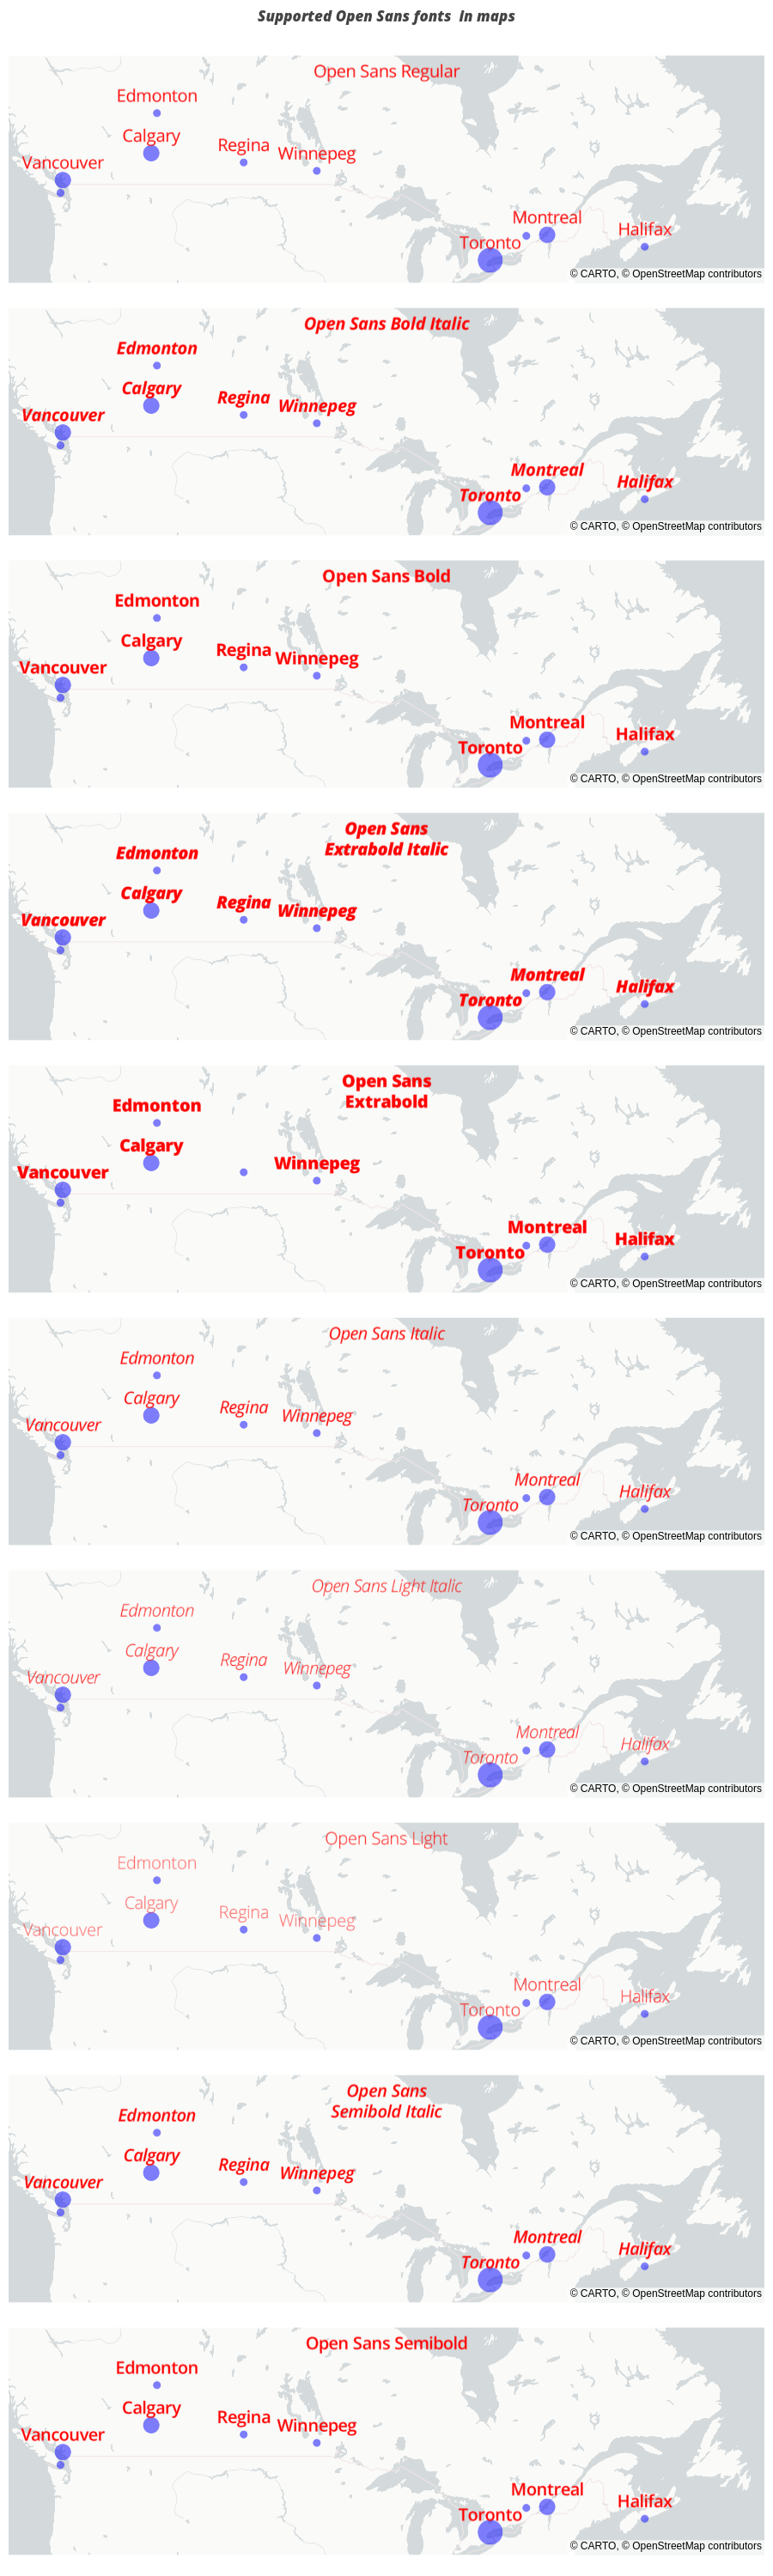 Supported Open Sans fonts in maps
Open Sans Regular
Edmonton
Calgary
Regina
Winnepeg
Vancouver
Montreal
Halifax
Toronto
© CARTO, © OpenStreetMap contributors
Open Sans Bold Italic
Edmonton
Calgary
Regina
Winnepeg
Vancouver
Montreal
Halifax
Toronto
© CARTO, © OpenStreetMap contributors
Open Sans Bold
Edmonton
Calgary
Regina
Winnepeg
Vancouver
Montreal
Halifax
Toronto
© CARTO, © OpenStreetMap contributors
Open Sans
Extrabold Italic
Edmonton
Calgary
Regina
Winnepeg
Vancouver
Montreal
Halifax
Toronto
© CARTO, © OpenStreetMap contributors
Open Sans
Extrabold
Edmonton
Calgary
Winnepeg
Vancouver
Montreal
Halifax
Toronto
© CARTO, © OpenStreetMap contributors
Open Sans Italic
Edmonton
Calgary
Regina
Winnepeg
Vancouver
Montreal
Halifax
Toronto
© CARTO, © OpenStreetMap contributors
Open Sans Light Italic
Edmonton
Calgary
Regina
Winnepeg
Vancouver
Montreal
Halifax
Toronto
© CARTO, © OpenStreetMap contributors
Open Sans Light
Edmonton
Calgary
Regina
Winnepeg
Vancouver
Montreal
Halifax
Toronto
© CARTO, © OpenStreetMap contributors
Open Sans
Semibold Italic
Edmonton
Calgary
Regina
Winnepeg
Vancouver
Montreal
Halifax
Toronto
© CARTO, © OpenStreetMap contributors
Open Sans Semibold
Edmonton
Calgary
Regina
Winnepeg
Vancouver
Montreal
Halifax
Toronto
© CARTO, © OpenStreetMap contributors